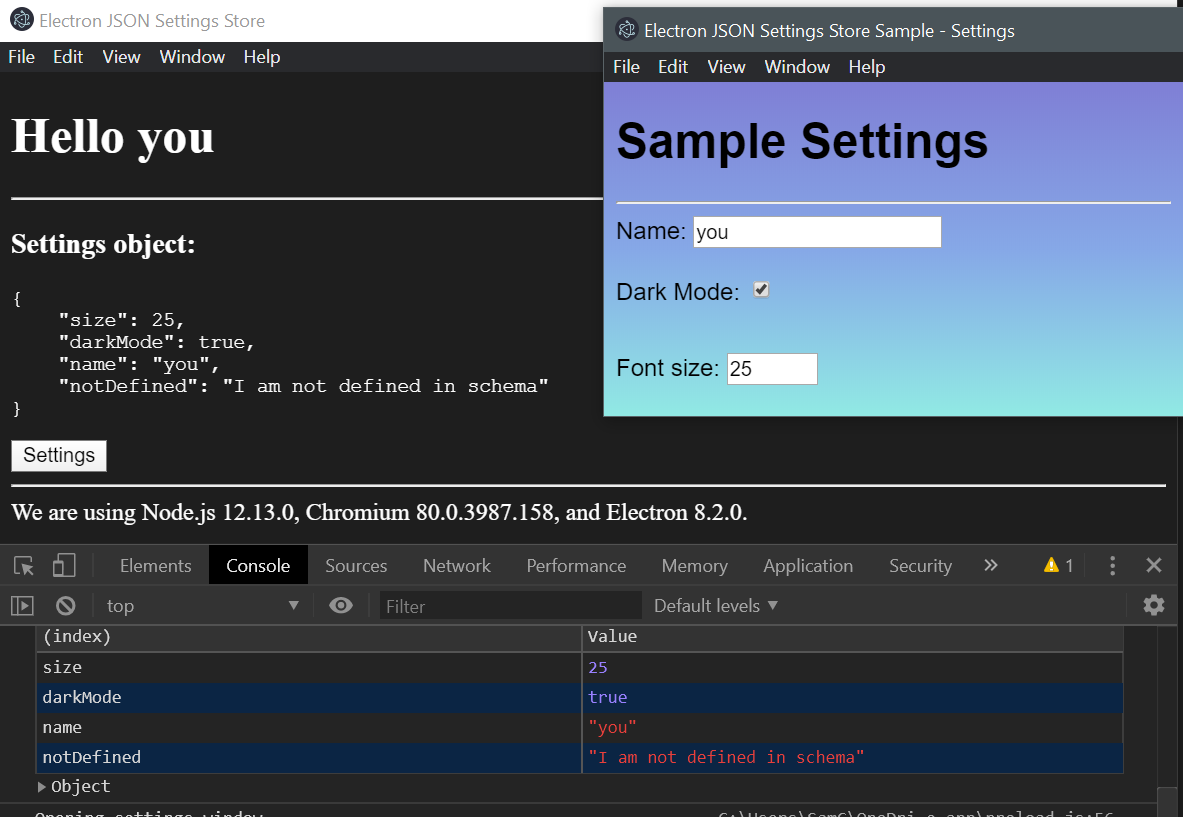 Electron JSON Settings Store
File Edit View Window Help
Hello you
Settings object:
{
    "size": 25,
    "darkMode": true,
    "name": "you",
    "notDefined": "I am not defined in schema"
}
Settings
We are using Node.js 12.13.0, Chromium 80.0.3987.158, and Electron 8.2.0.
Electron JSON Settings Store Sample - Settings
File Edit View Window Help
Sample Settings
Name: you
Dark Mode:
Font size: 25
Elements Console Sources Network Performance Memory Application Security » 1
top Filter Default levels
(index) Value
size 25
darkMode true
name "you"
notDefined "I am not defined in schema"
Object
Opening settings window